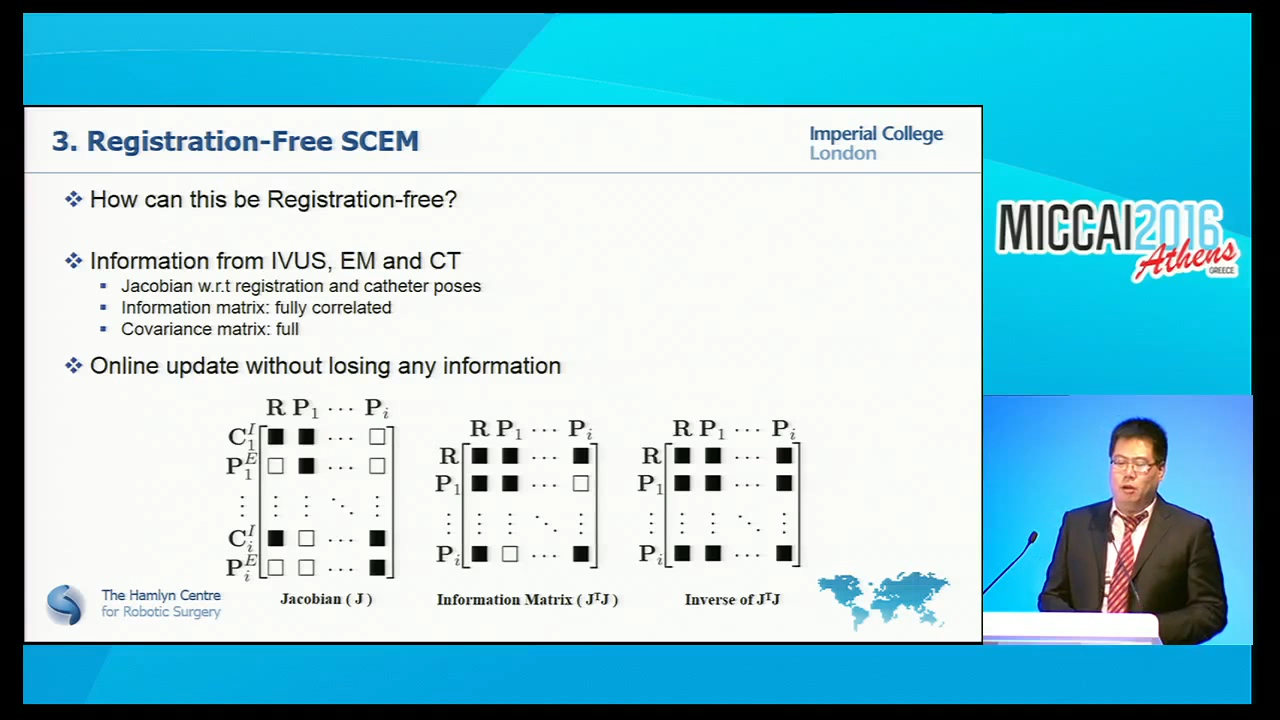 3. Registration-Free SCEM
Imperial College
London
How can this be Registration-free?
Information from IVUS, EM and CT
Jacobian w.r.t registration and catheter poses
Information matrix: fully correlated
Covariance matrix: full
Online update without losing any information
R P₁ ⋯ Pᵢ
C₁ᴵ ■ ■ ⋯ □
P₁ᴱ □ ■ ⋯ □
⋮ ⋮ ⋮ ⋱ ⋮
Cᵢᴵ ■ □ ⋯ ■
Pᵢᴱ □ □ ⋯ ■
Jacobian ( J )
R P₁ ⋯ Pᵢ
R ■ ■ ⋯ ■
P₁ ■ ■ ⋯ □
⋮ ⋮ ⋮ ⋱ ⋮
Pᵢ ■ □ ⋯ ■
Information Matrix ( JᵀJ )
R P₁ ⋯ Pᵢ
R ■ ■ ⋯ ■
P₁ ■ ■ ⋯ ■
⋮ ⋮ ⋮ ⋱ ⋮
Pᵢ ■ ■ ⋯ ■
Inverse of JᵀJ
The Hamlyn Centre
for Robotic Surgery
MICCAI2016
Athens
GREECE